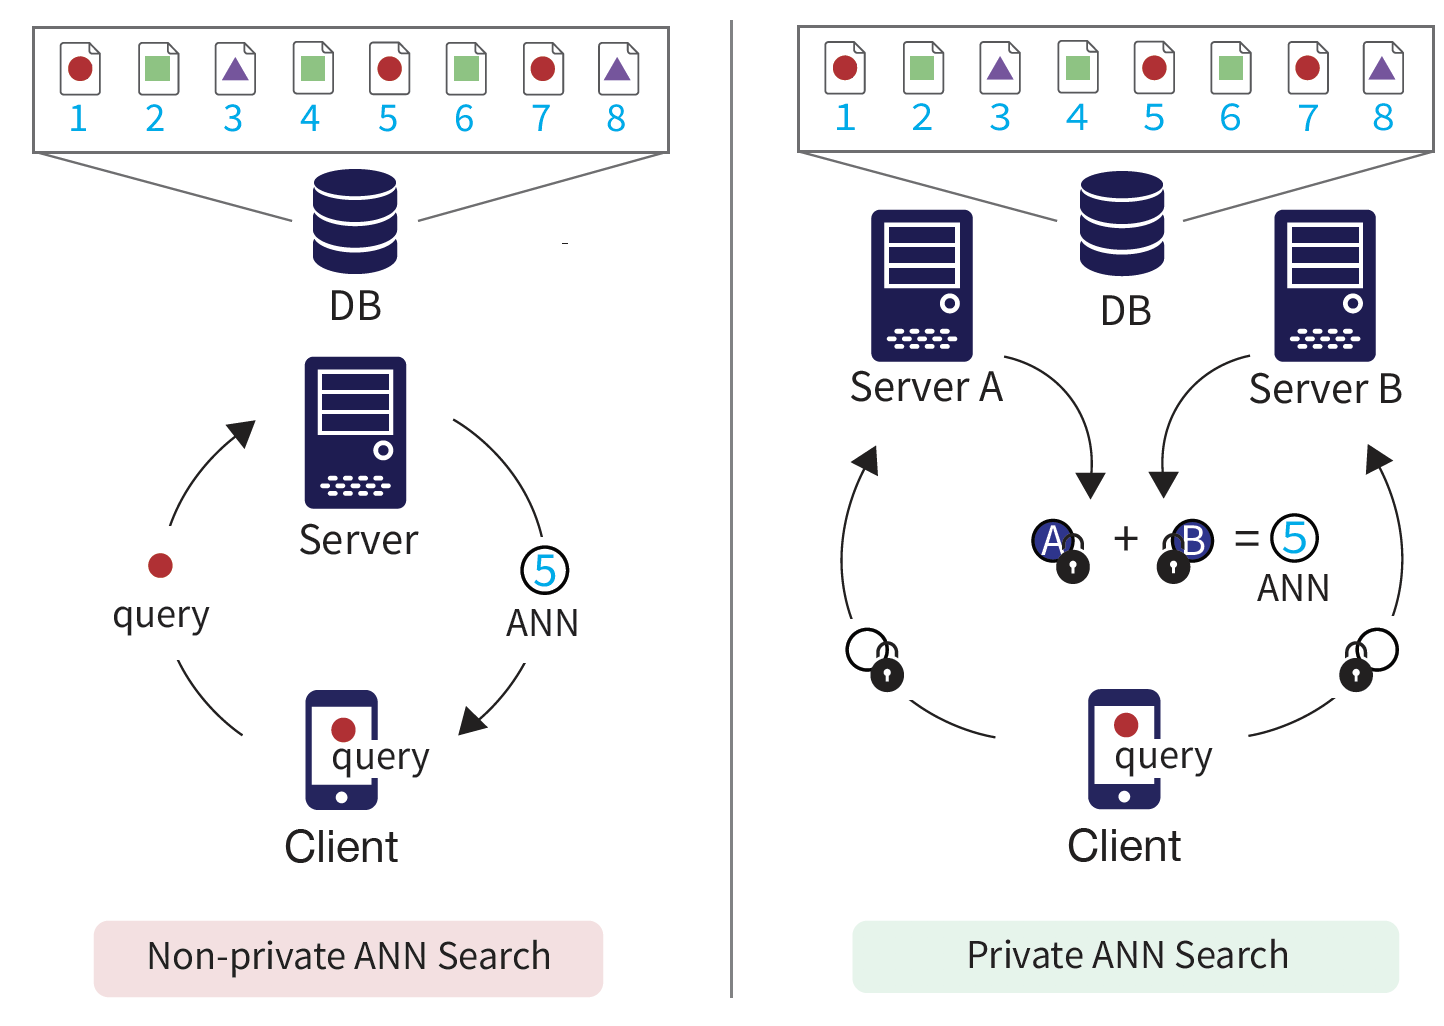 1 2 3 4 5 6 7 8
DB
Server
query
5
ANN
query
Client
Non-private ANN Search
1 2 3 4 5 6 7 8
DB
Server A
Server B
A + B = 5
ANN
query
Client
Private ANN Search